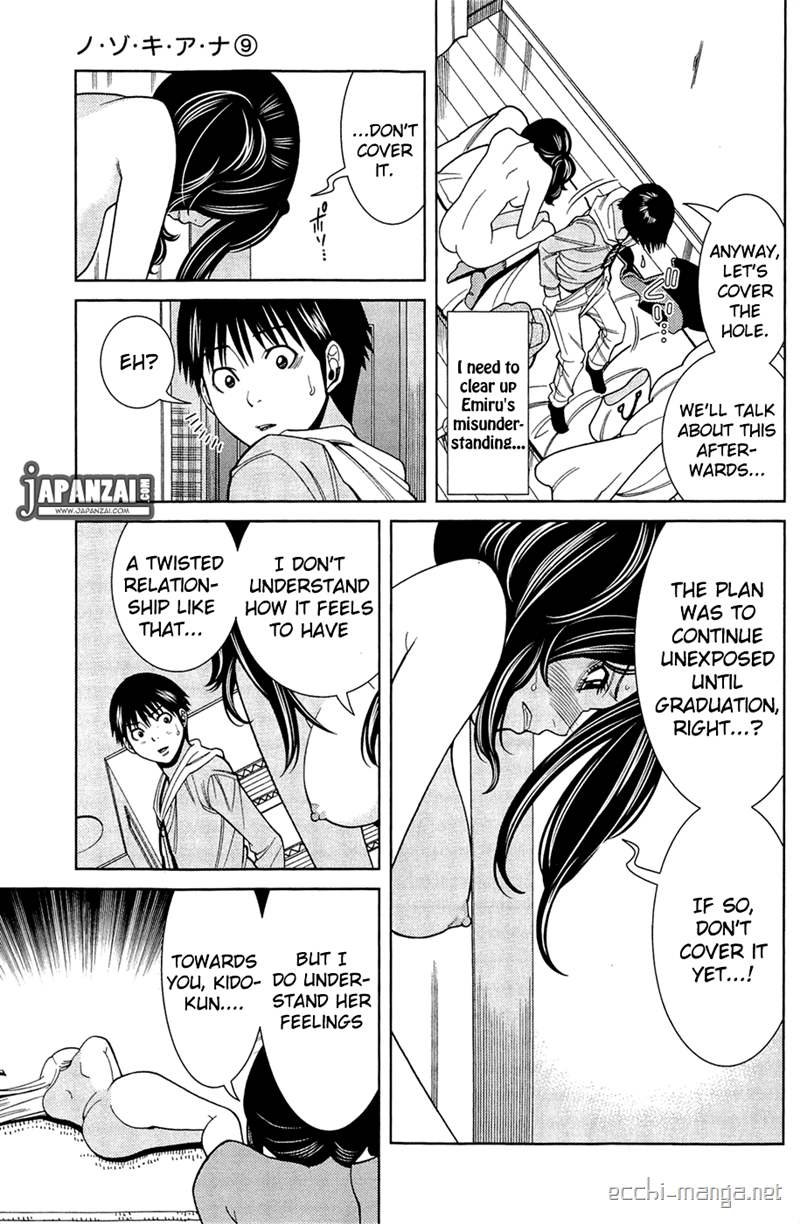 ノ・ゾ・キ・ア・ナ⑨
ANYWAY,
LET'S
COVER
THE
HOLE.
WE'LL TALK
ABOUT THIS
AFTER-
WARDS...
I need to
clear up
Emiru's
misunder-
standing...
...DON'T
COVER
IT.
ポソ…
EH?
JAPANZAI.COM
WWW.JAPANZAI.COM
THE PLAN
WAS TO
CONTINUE
UNEXPOSED
UNTIL
GRADUATION,
RIGHT...?
IF SO,
DON'T
COVER IT
YET...!
I DON'T
UNDERSTAND
HOW IT FEELS
TO HAVE
A TWISTED
RELATION-
SHIP LIKE
THAT...
BUT I
DO UNDER-
STAND HER
FEELINGS
TOWARDS
YOU, KIDO-
KUN....
ecchi-manga.net